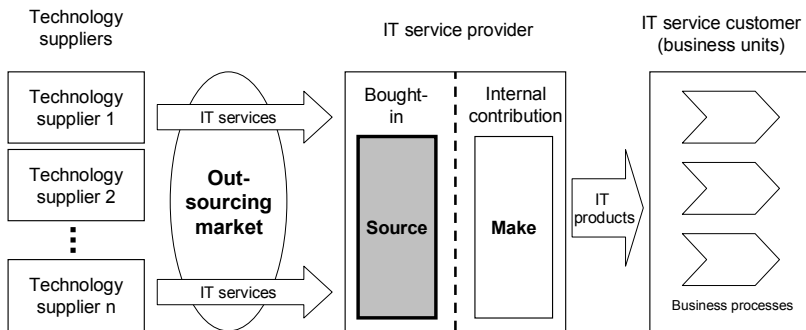 Technology
suppliers
IT service provider
IT service customer
(business units)
Technology
supplier 1
Technology
supplier 2
Technology
supplier n
IT services
Out-
sourcing
market
IT services
Bought-
in
Source
Internal
contribution
Make
IT
products
Business processes